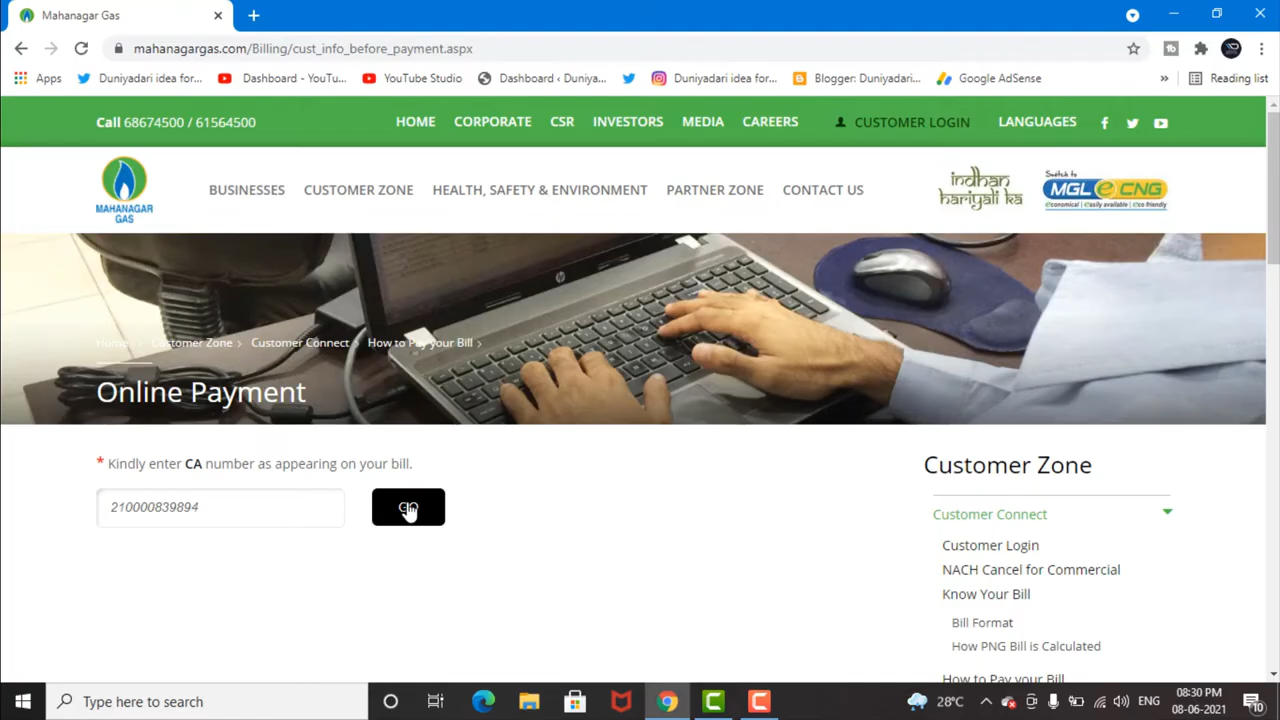 Mahanagar Gas
mahanagargas.com/Billing/cust_info_before_payment.aspx
Apps Duniyadari idea for... Dashboard - YouTu... YouTube Studio Dashboard ‹ Duniya... Duniyadari idea for... Blogger: Duniyadari... Google AdSense » Reading list
Call 68674500 / 61564500 HOME CORPORATE CSR INVESTORS MEDIA CAREERS CUSTOMER LOGIN LANGUAGES
MAHANAGAR
GAS
BUSINESSES CUSTOMER ZONE HEALTH, SAFETY & ENVIRONMENT PARTNER ZONE CONTACT US
indhan
hariyali ka
Switch to
MGL eCNG
economical | easily available | eco friendly
hp
Home > Customer Zone > Customer Connect > How to Pay your Bill >
Online Payment
* Kindly enter CA number as appearing on your bill.
210000839894 GO
Customer Zone
Customer Connect
Customer Login
NACH Cancel for Commercial
Know Your Bill
Bill Format
How PNG Bill is Calculated
How to Pay your Bill
Type here to search
28°C
ENG
08:30 PM
08-06-2021
10